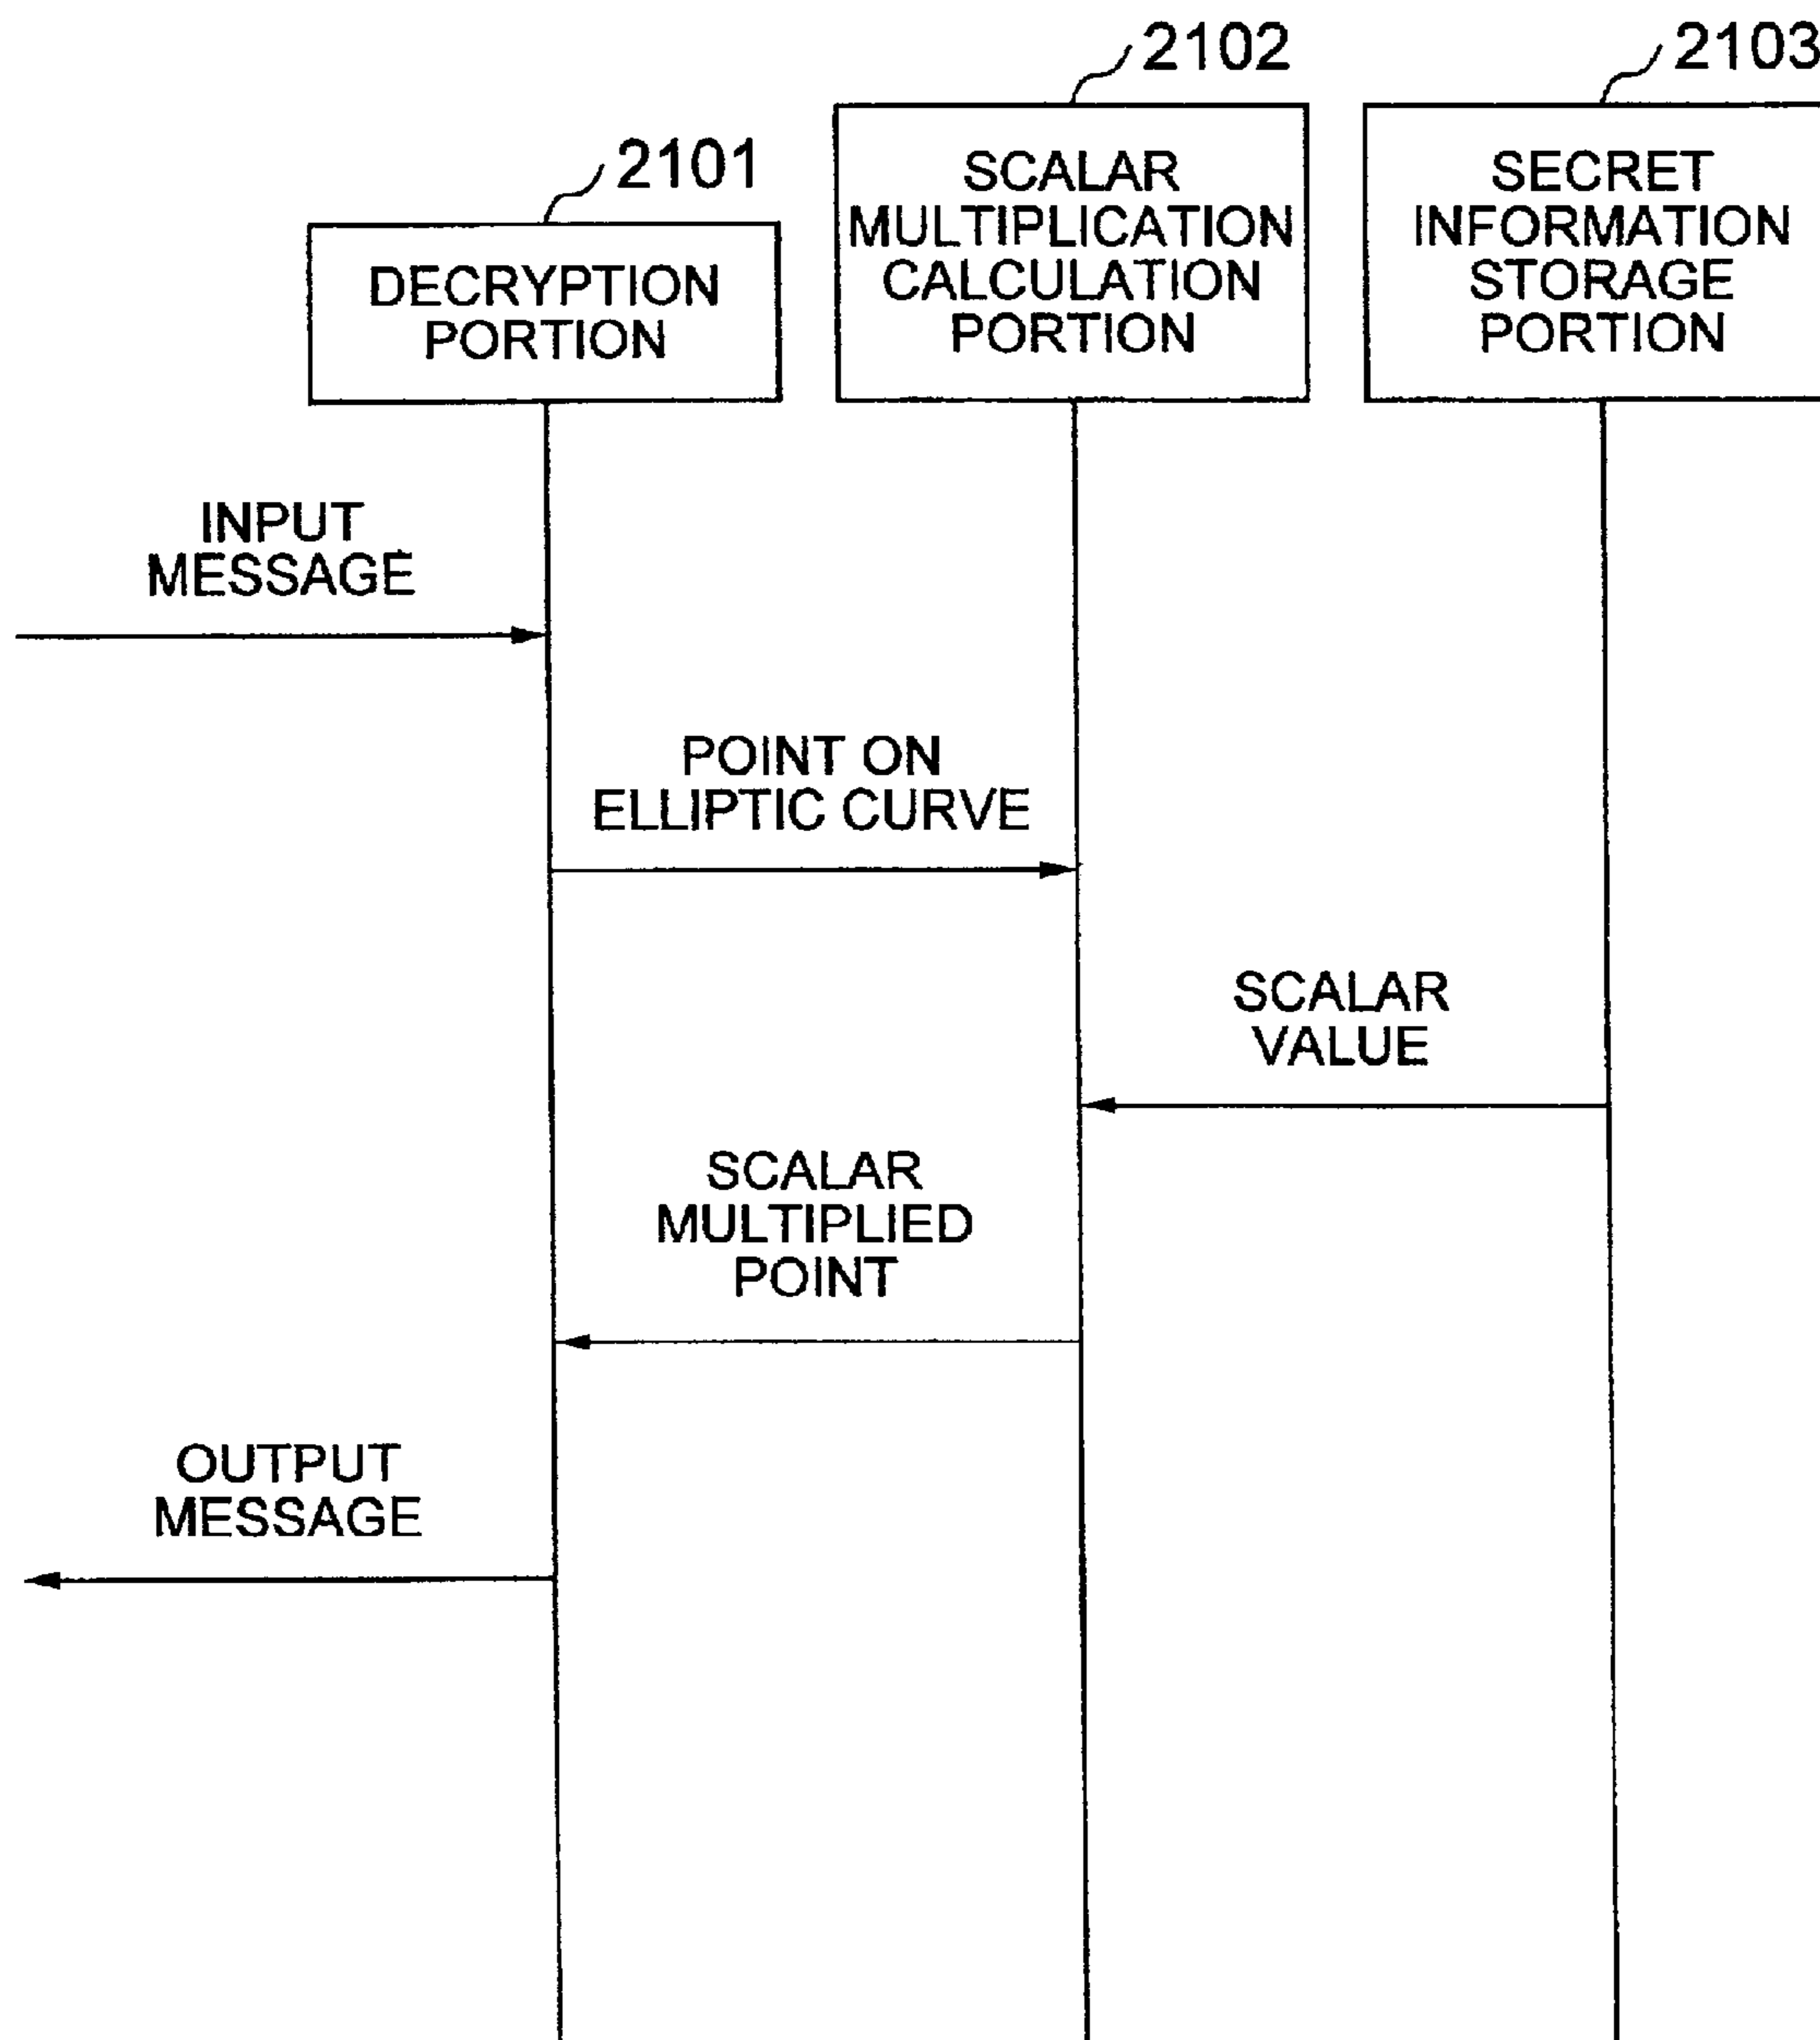 2102
2103
2101
SCALAR
MULTIPLICATION
CALCULATION
PORTION
SECRET
INFORMATION
STORAGE
PORTION
DECRYPTION
PORTION
INPUT
MESSAGE
POINT ON
ELLIPTIC CURVE
SCALAR
VALUE
SCALAR
MULTIPLIED
POINT
OUTPUT
MESSAGE